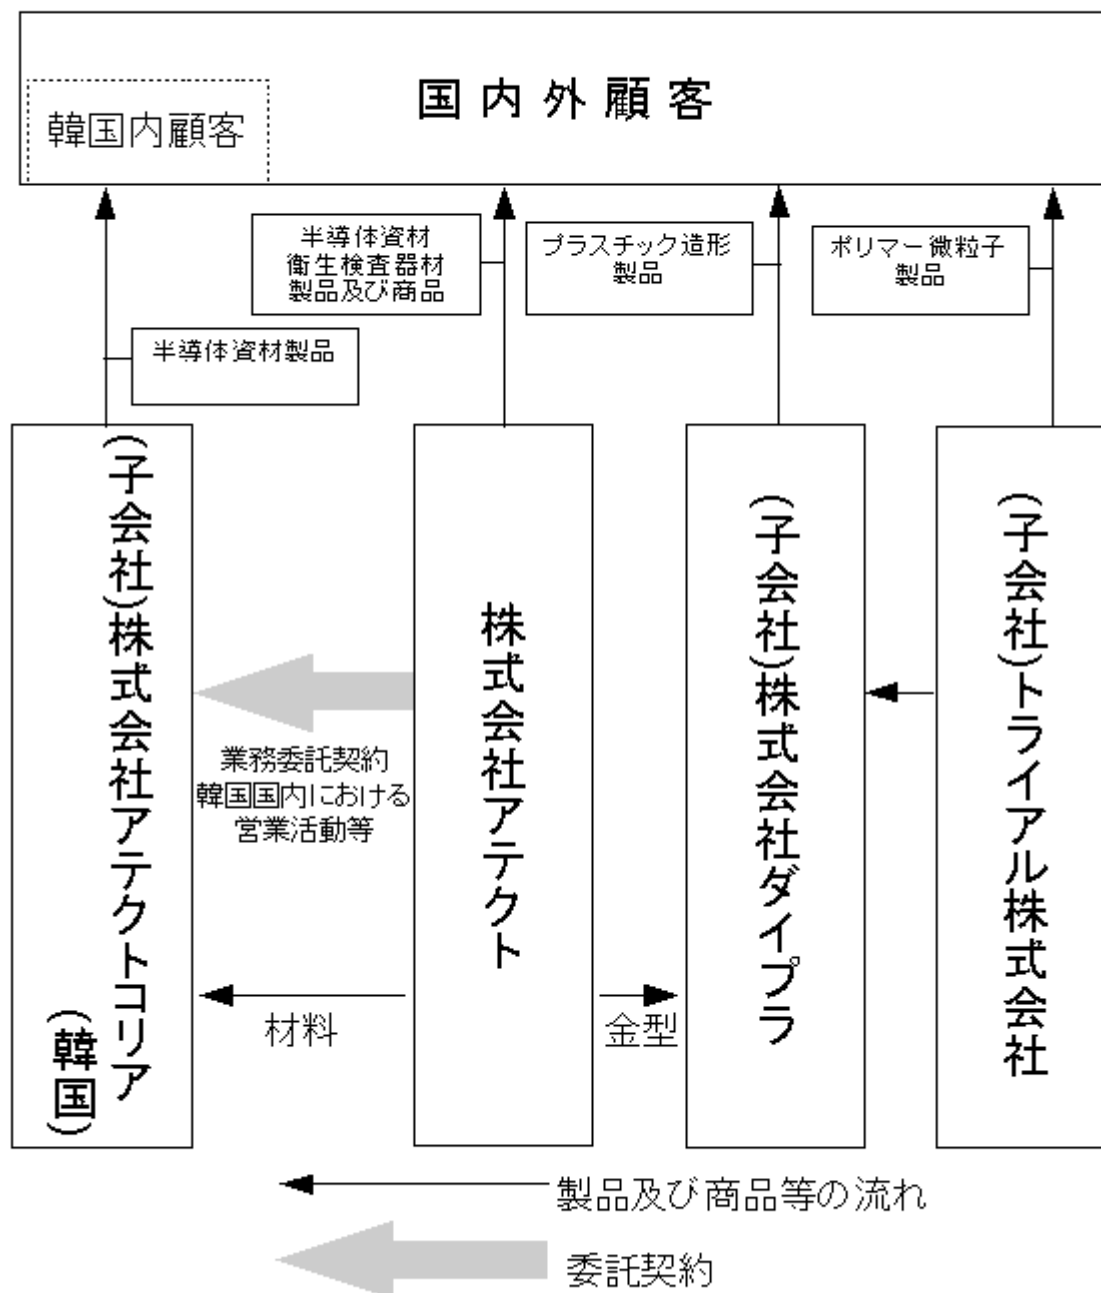 国内外顧客
韓国内顧客
半導体資材
衛生検査器材
製品及び商品
プラスチック造形
製品
ポリマー微粒子
製品
半導体資材製品
(子会社)株式会社アテクトコリア
(韓国)
株式会社アテクト
(子会社)株式会社ダイプラ
(子会社)トライアル株式会社
業務委託契約
韓国国内における
営業活動等
材料
金型
製品及び商品等の流れ
委託契約